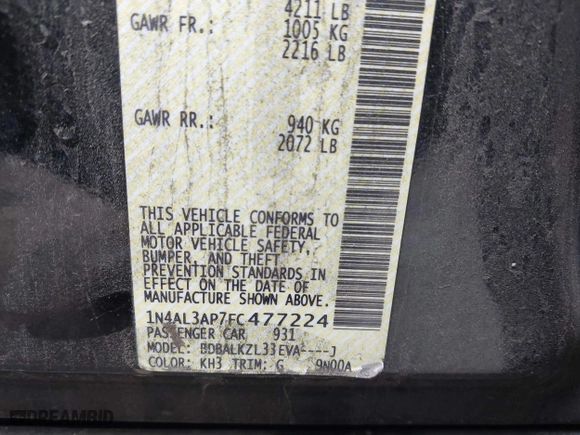 4211 LB
GAWR FR.: 1005 KG
2216 LB
GAWR RR.: 940 KG
2072 LB
THIS VEHICLE CONFORMS TO
ALL APPLICABLE FEDERAL
MOTOR VEHICLE SAFETY,
BUMPER, AND THEFT
PREVENTION STANDARDS IN
EFFECT ON THE DATE OF
MANUFACTURE SHOWN ABOVE.
1N4AL3AP7FC477224
PASSENGER CAR 931
MODEL: BDBALKZL33EVA----J
COLOR: KH3 TRIM: G 9N00A
DREAMBID